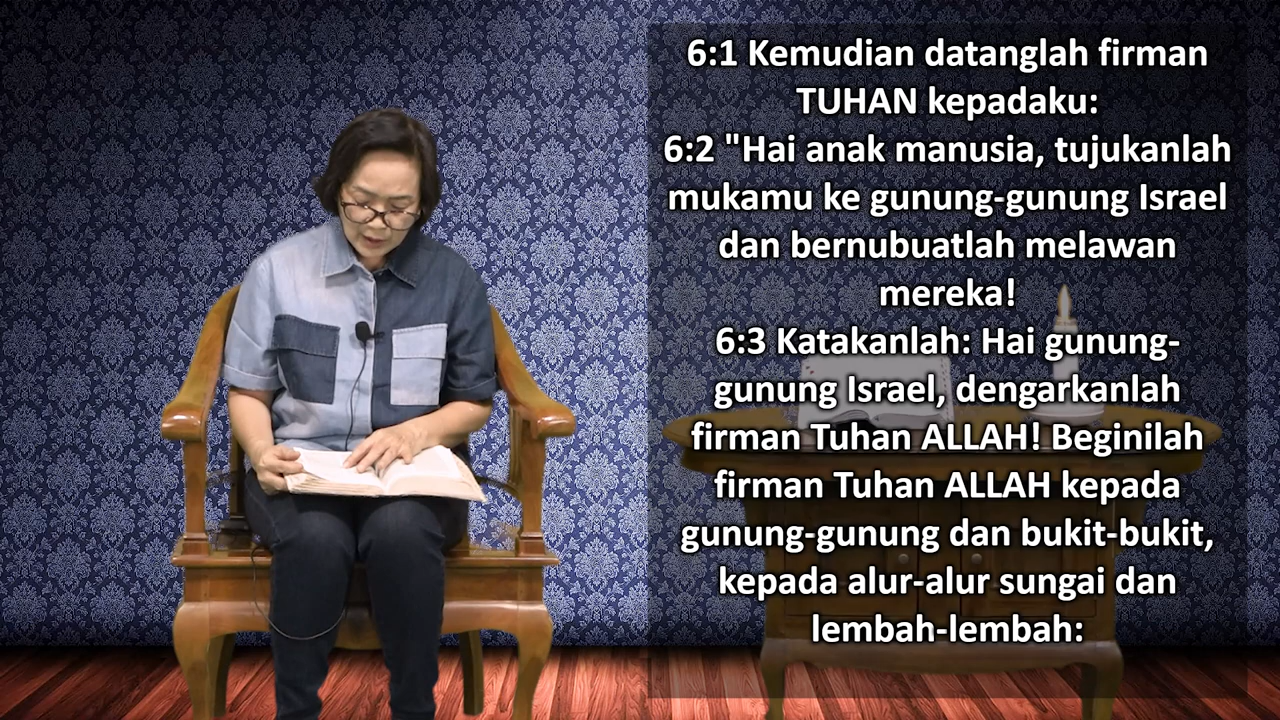 6:1 Kemudian datanglah firman
TUHAN kepadaku:
6:2 "Hai anak manusia, tujukanlah
mukamu ke gunung-gunung Israel
dan bernubuatlah melawan
mereka!
6:3 Katakanlah: Hai gunung-
gunung Israel, dengarkanlah
firman Tuhan ALLAH! Beginilah
firman Tuhan ALLAH kepada
gunung-gunung dan bukit-bukit,
kepada alur-alur sungai dan
lembah-lembah: